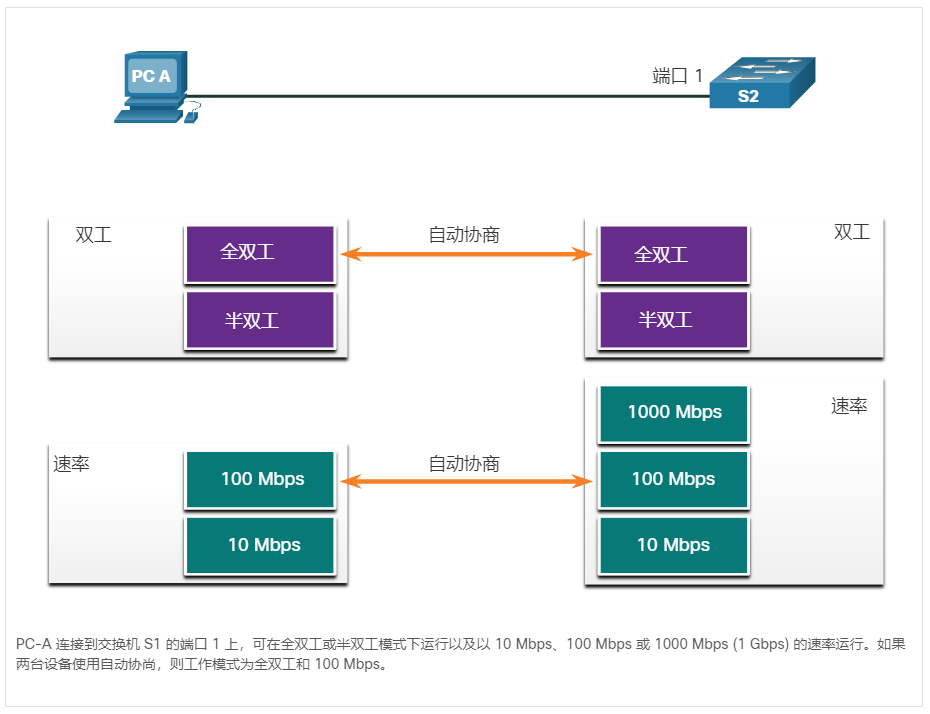 PC A
端口 1
S2
双工
全双工
半双工
自动协商
双工
全双工
半双工
速率
100 Mbps
10 Mbps
自动协商
速率
1000 Mbps
100 Mbps
10 Mbps
PC-A 连接到交换机 S1 的端口 1 上，可在全双工或半双工模式下运行以及以 10 Mbps、100 Mbps 或 1000 Mbps (1 Gbps) 的速率运行。如果
两台设备使用自动协尚，则工作模式为全双工和 100 Mbps。